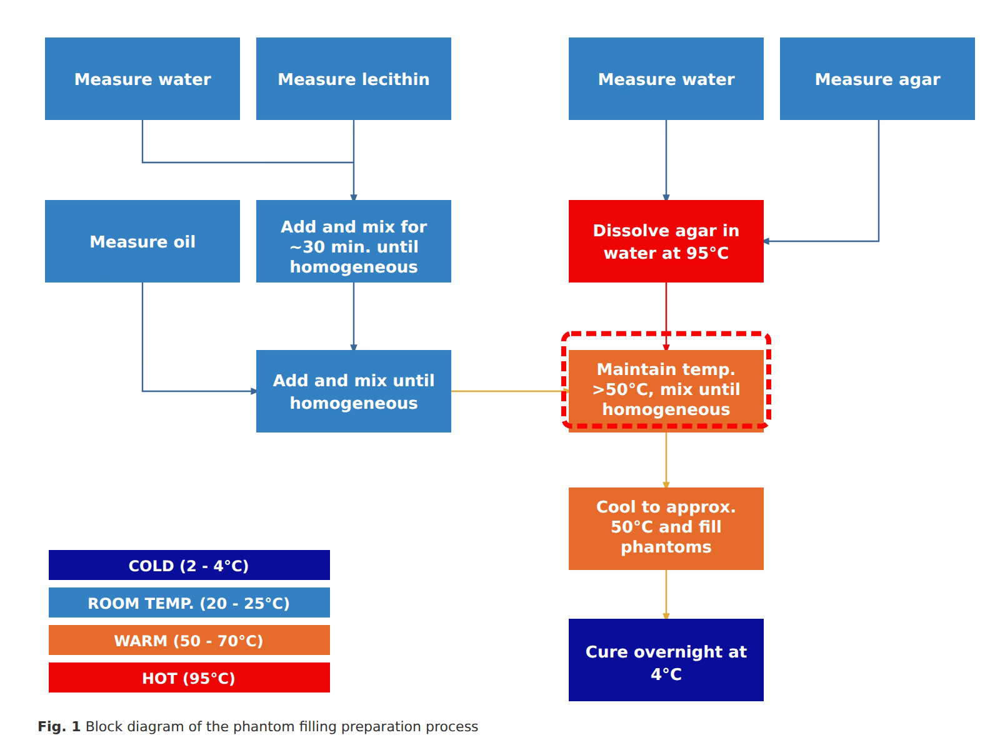 Measure water
Measure lecithin
Measure water
Measure agar
Measure oil
Add and mix for
~30 min. until
homogeneous
Dissolve agar in
water at 95°C
Add and mix until
homogeneous
Maintain temp.
>50°C, mix until
homogeneous
Cool to approx.
50°C and fill
phantoms
Cure overnight at
4°C
COLD (2 - 4°C)
ROOM TEMP. (20 - 25°C)
WARM (50 - 70°C)
HOT (95°C)
Fig. 1 Block diagram of the phantom filling preparation process